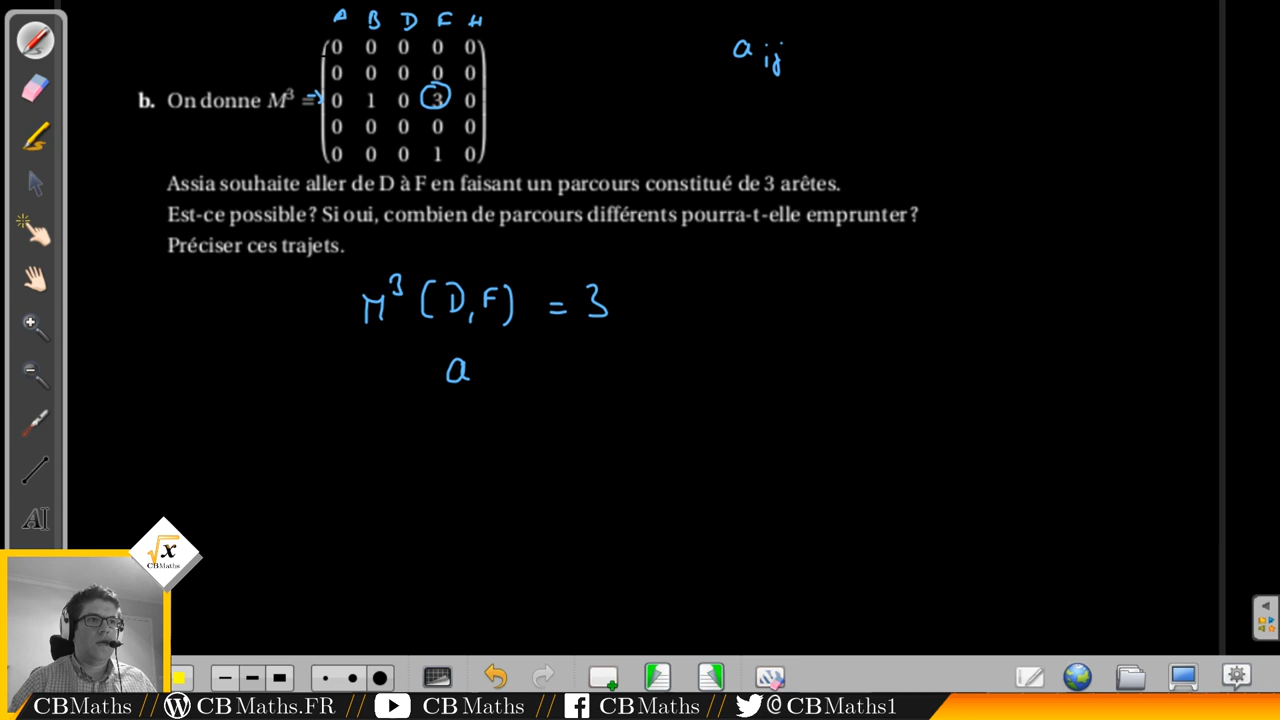 A B D F H
0 0 0 0 0
0 0 0 0 0
b. On donne M³ = 0 1 0 3 0
0 0 0 0 0
0 0 0 1 0
a ij
Assia souhaite aller de D à F en faisant un parcours constitué de 3 arêtes.
Est-ce possible ? Si oui, combien de parcours différents pourra-t-elle emprunter ?
Préciser ces trajets.
M³ (D, F) = 3
a
AI
√x
CBMaths
CBMaths // CBMaths.FR // CBMaths // CBMaths // @CBMaths1